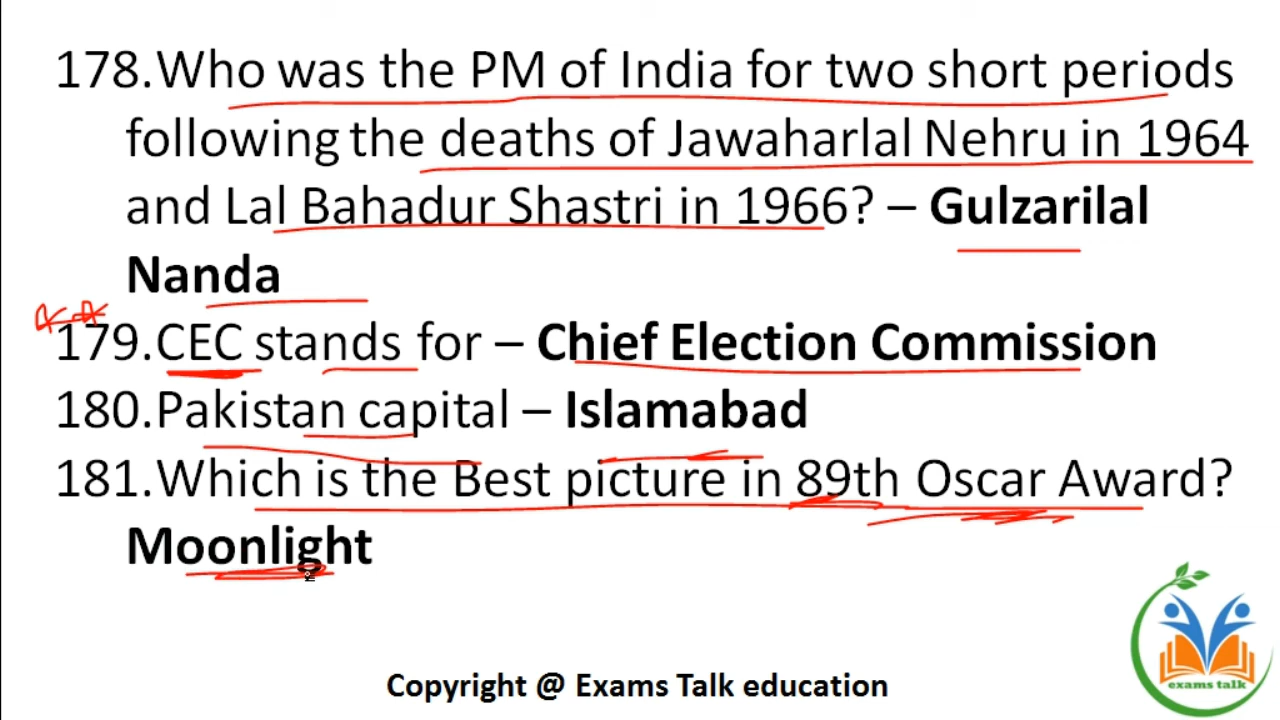 178.Who was the PM of India for two short periods
following the deaths of Jawaharlal Nehru in 1964
and Lal Bahadur Shastri in 1966? – Gulzarilal
Nanda
179.CEC stands for – Chief Election Commission
180.Pakistan capital – Islamabad
181.Which is the Best picture in 89th Oscar Award?
Moonlight
exams talk
Copyright @ Exams Talk education